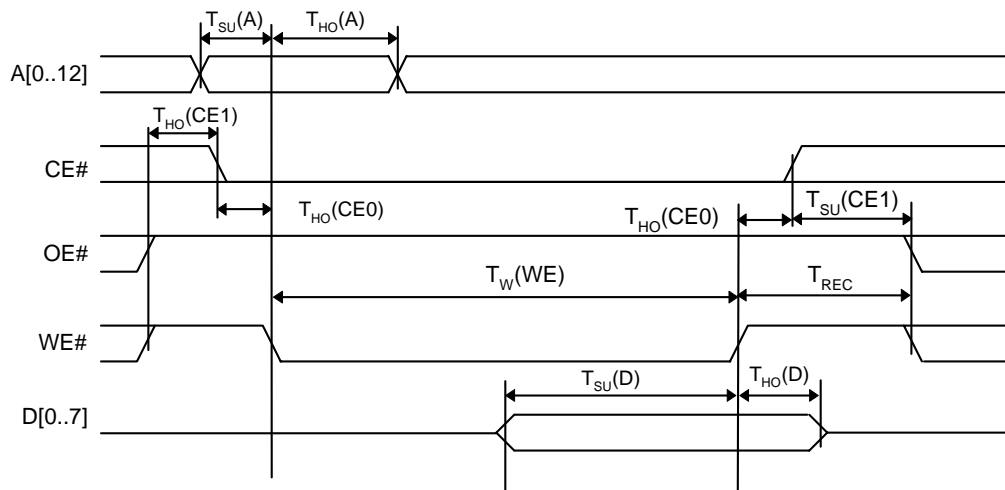 T_SU(A) T_HO(A)
A[0..12]
T_HO(CE1)
CE#
T_HO(CE0) T_HO(CE0) T_SU(CE1)
OE#
T_W(WE) T_REC
WE#
T_SU(D) T_HO(D)
D[0..7]